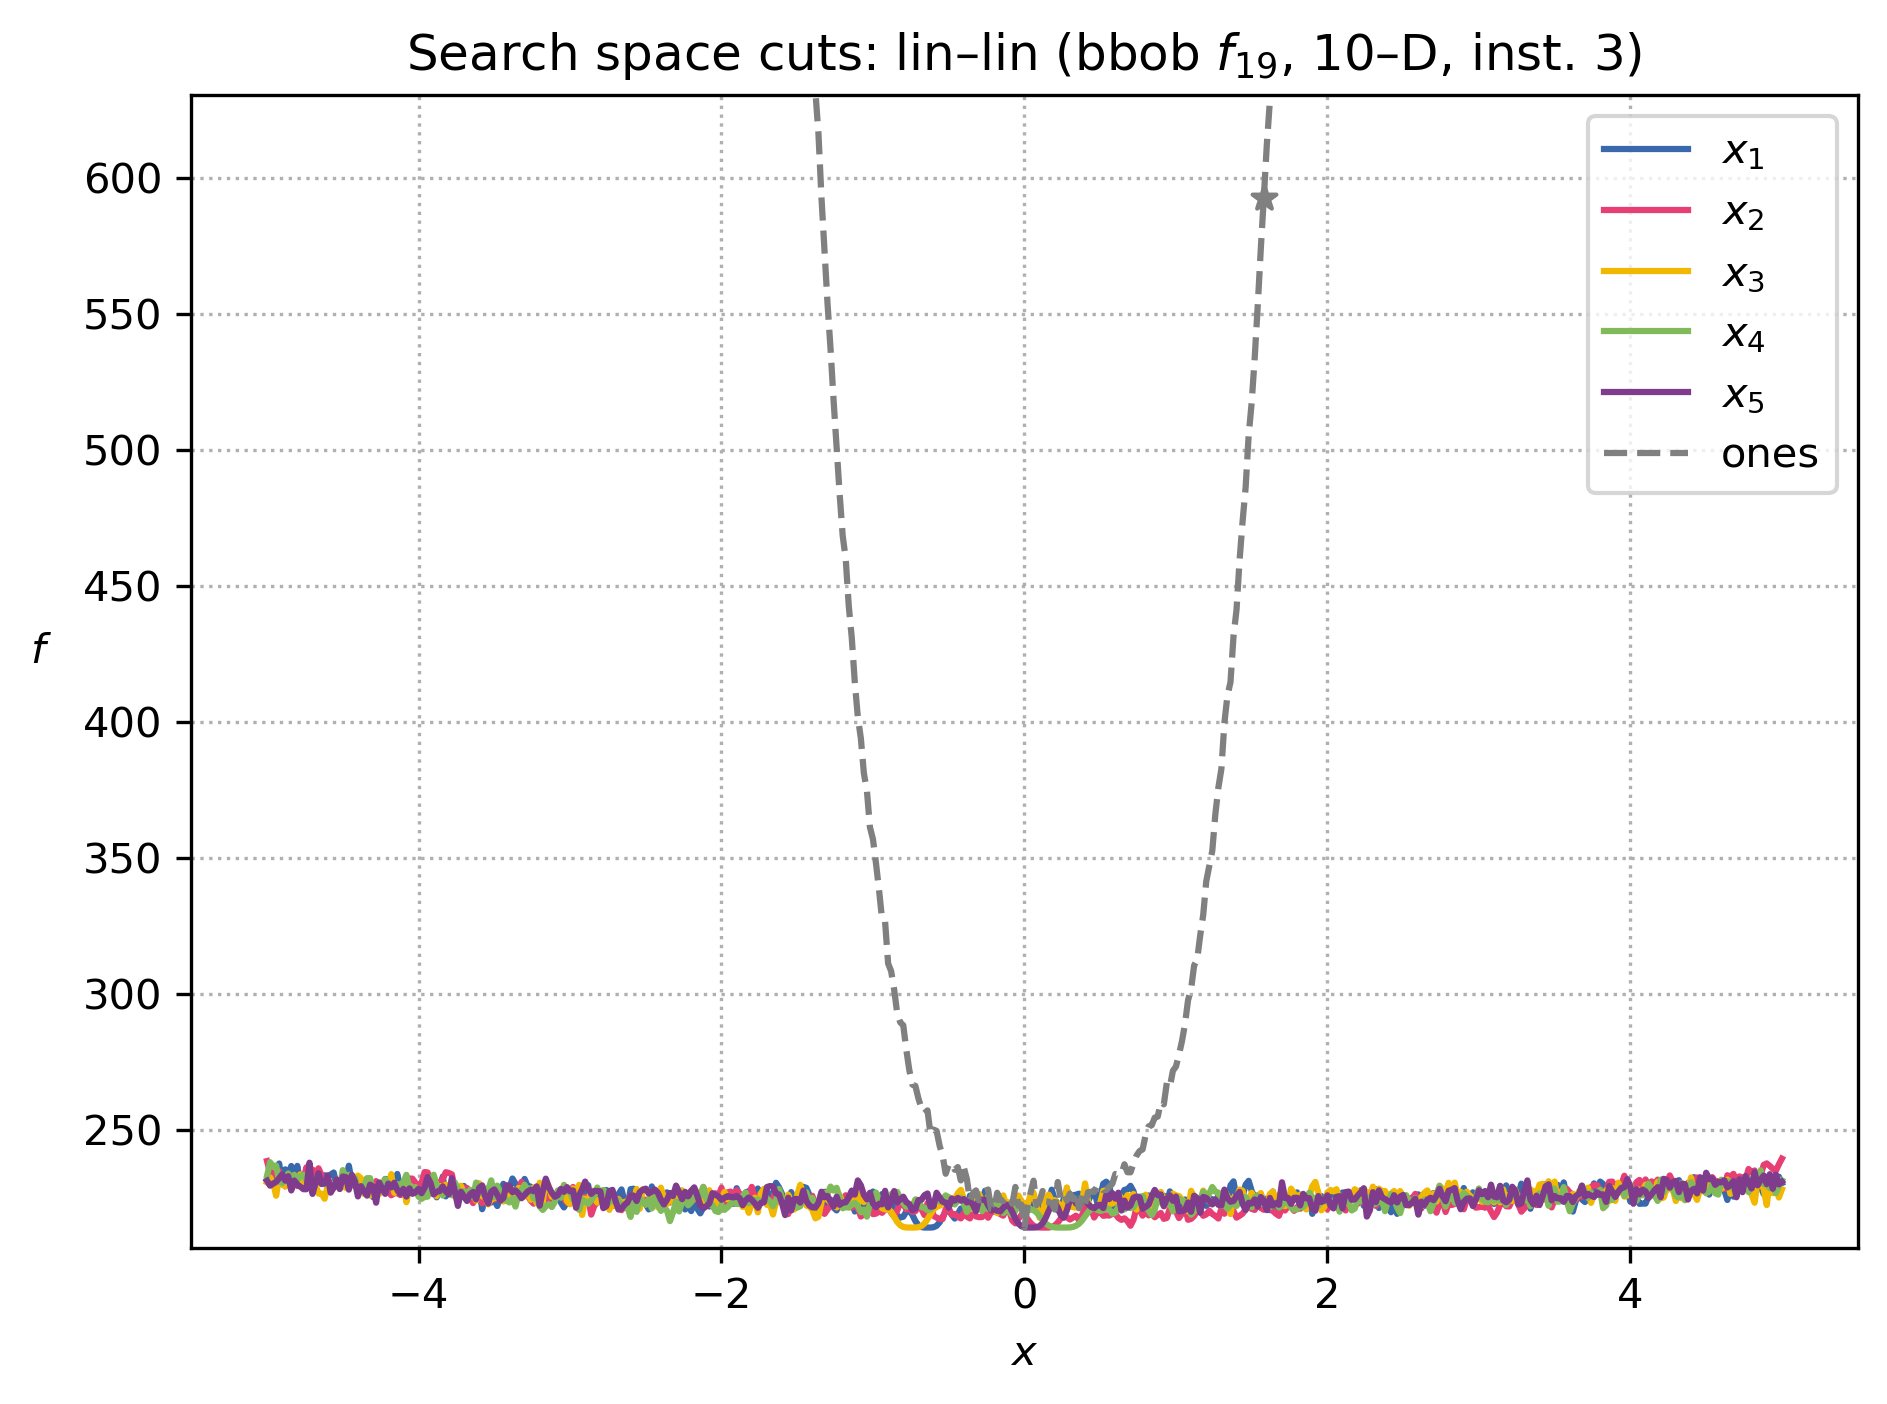 Search space cuts: lin–lin (bbob f₁₉, 10–D, inst. 3)
600
550
500
450
400
350
300
250
f
−4
−2
0
2
4
x
x₁
x₂
x₃
x₄
x₅
ones